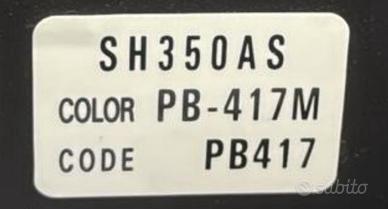 SH350AS
COLOR PB-417M
CODE PB417
subito